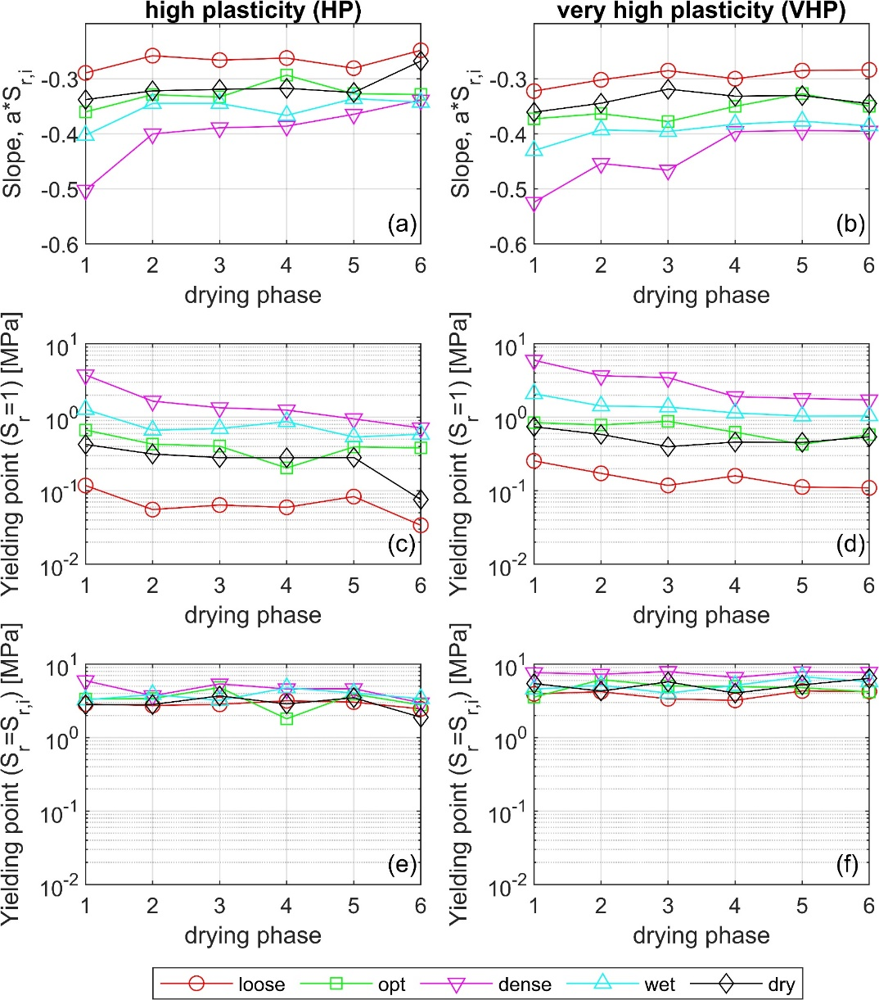 high plasticity (HP)
very high plasticity (VHP)
Slope, a*S_r,i
-0.3
-0.4
-0.5
-0.6
(a)
1 2 3 4 5 6
drying phase
Slope, a*S_r,i
-0.3
-0.4
-0.5
-0.6
(b)
1 2 3 4 5 6
drying phase
Yielding point (S_r=1) [MPa]
10^1
10^0
10^-1
10^-2
(c)
1 2 3 4 5 6
drying phase
Yielding point (S_r=1) [MPa]
10^1
10^0
10^-1
10^-2
(d)
1 2 3 4 5 6
drying phase
Yielding point (S_r=S_r,i) [MPa]
10^1
10^0
10^-1
10^-2
(e)
1 2 3 4 5 6
drying phase
Yielding point (S_r=S_r,i) [MPa]
10^1
10^0
10^-1
10^-2
(f)
1 2 3 4 5 6
drying phase
loose opt dense wet dry